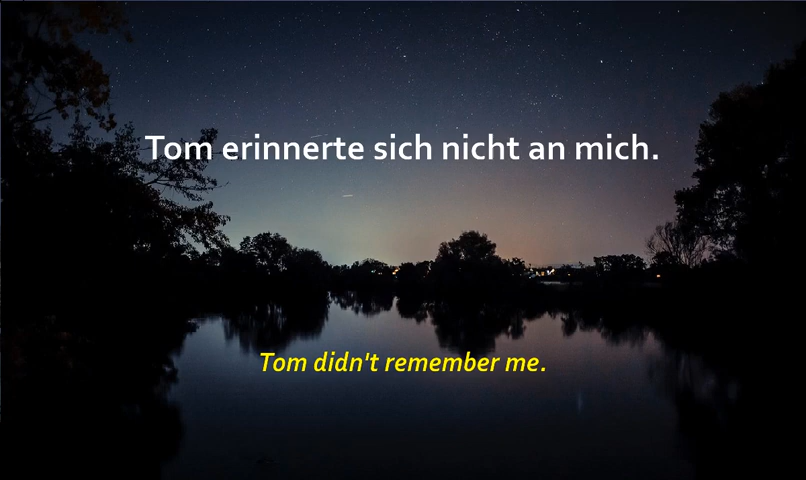 Tom erinnerte sich nicht an mich.
Tom didn't remember me.